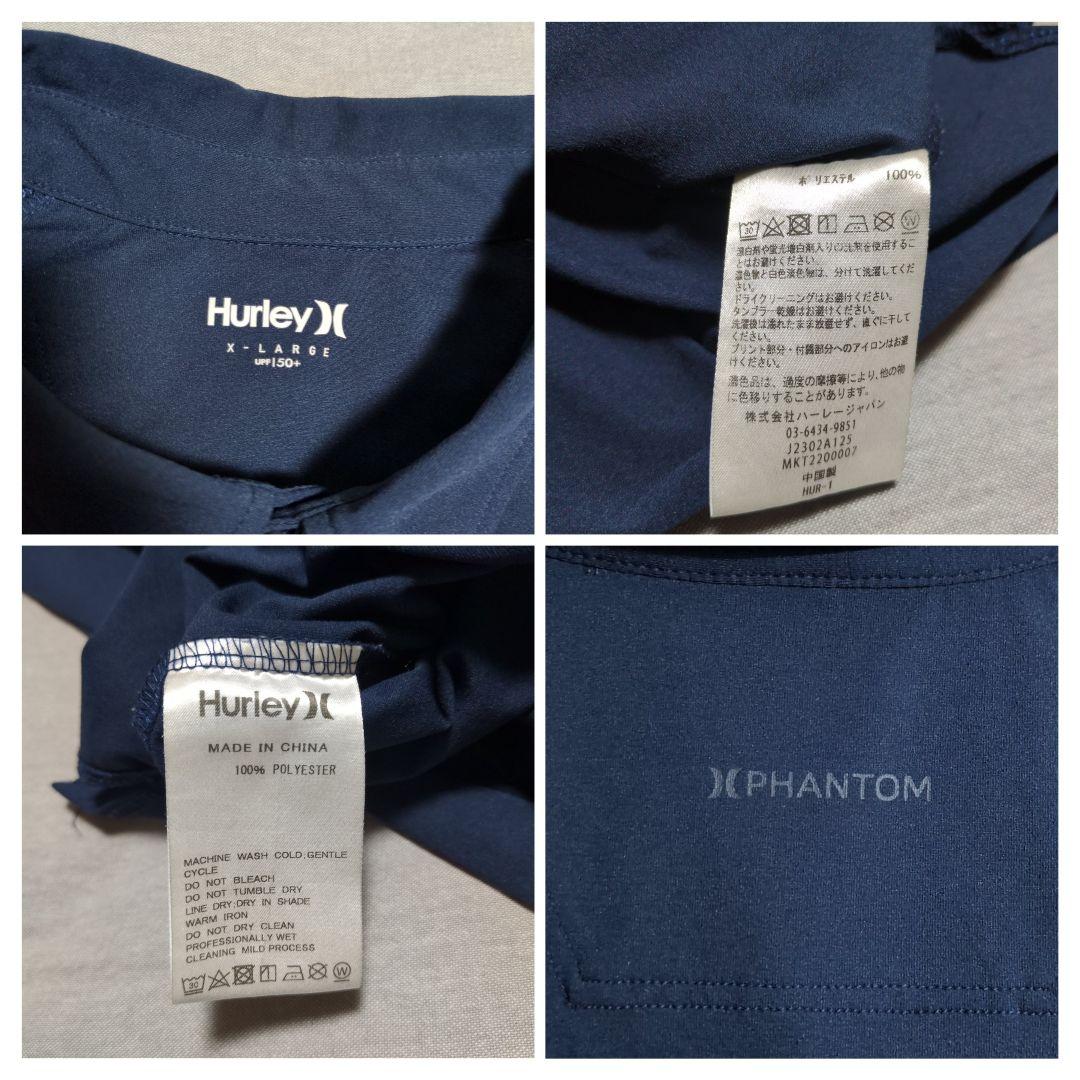 Hurley
X-LARGE
UPF 50+
ポリエステル 100%
30
W
漂白剤や蛍光増白剤入りの洗剤を使用するこ
とはお避けください。
濃色物と白色淡色物は、分けて洗濯してくだ
さい。
ドライクリーニングはお避けください。
タンブラー乾燥はお避けください。
洗濯後は濡れたまま放置せず、直ぐに干して
ください。
プリント部分・付属部分へのアイロンはお避
けください。
濃色品は、過度の摩擦等により、他の物
に色移りすることがあります。
株式会社ハーレージャパン
03-6434-9851
J2302A125
MKT2200007
中国製
HUR-1
Hurley
MADE IN CHINA
100% POLYESTER
MACHINE WASH COLD;GENTLE
CYCLE
DO NOT BLEACH
DO NOT TUMBLE DRY
LINE DRY;DRY IN SHADE
WARM IRON
DO NOT DRY CLEAN
PROFESSIONALLY WET
CLEANING MILD PROCESS
30
W
PHANTOM